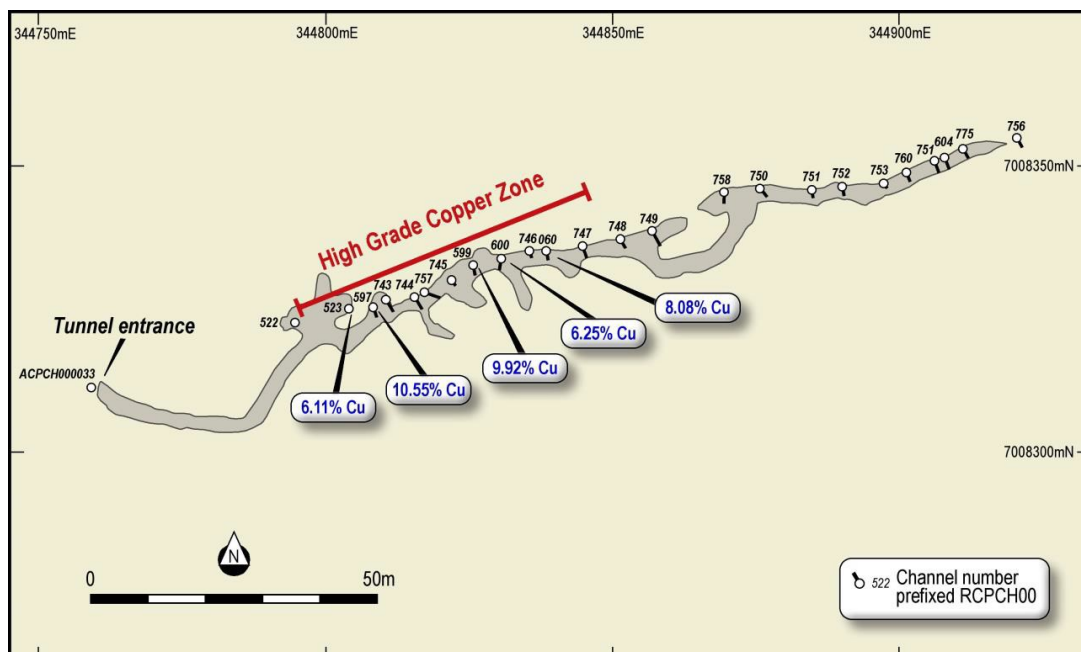 344750mE
344800mE
344850mE
344900mE
756
775
604
751
760
753
752
751
750
758
7008350mN
High Grade Copper Zone
749
748
747
060
746
600
599
745
757
744
743
597
523
522
8.08% Cu
6.25% Cu
9.92% Cu
10.55% Cu
6.11% Cu
Tunnel entrance
ACPCH000033
7008300mN
N
0
50m
522 Channel number
prefixed RCPCH00